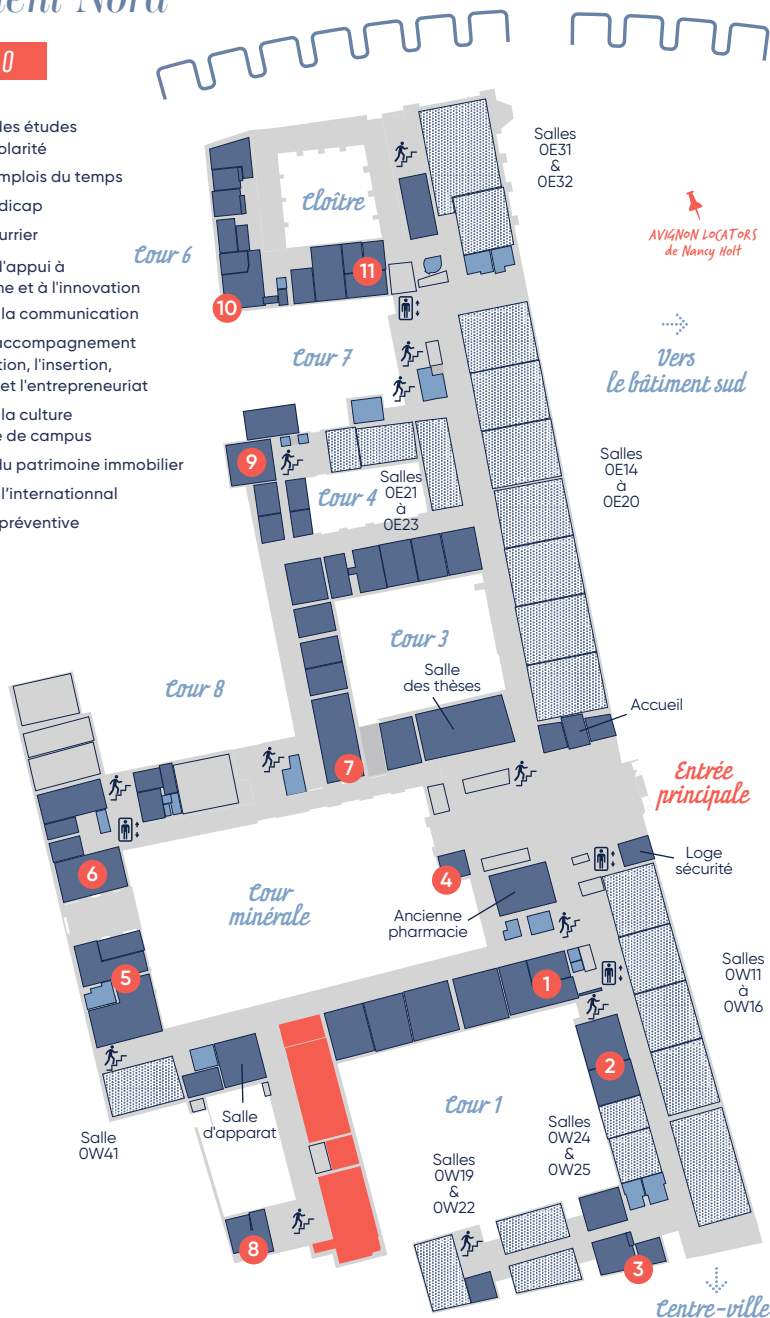 0
des études
mplois du temps
dicap
urrier
d'appui à
ne et à l'innovation
la communication
accompagnement
tion, l'insertion,
et l'entrepreneuriat
la culture
e de campus
du patrimoine immobilier
l'internationnal
préventive
Salles
0E31
&
0E32
Cloître
Cour 6
AVIGNON LOCATORS
de Nancy Holt
11
10
Cour 7
Vers
le bâtiment sud
9
Salles
0E21
à
0E23
Cour 4
Salles
0E14
à
0E20
Cour 3
Cour 8
Salle
des thèses
Accueil
7
Entrée
principale
Loge
sécurité
6
4
Cour
minérale
Ancienne
pharmacie
5
1
Salles
0W11
à
0W16
2
Cour 1
Salle
d'apparat
Salle
0W41
Salles
0W24
&
0W25
Salles
0W19
&
0W22
8
3
Centre-ville